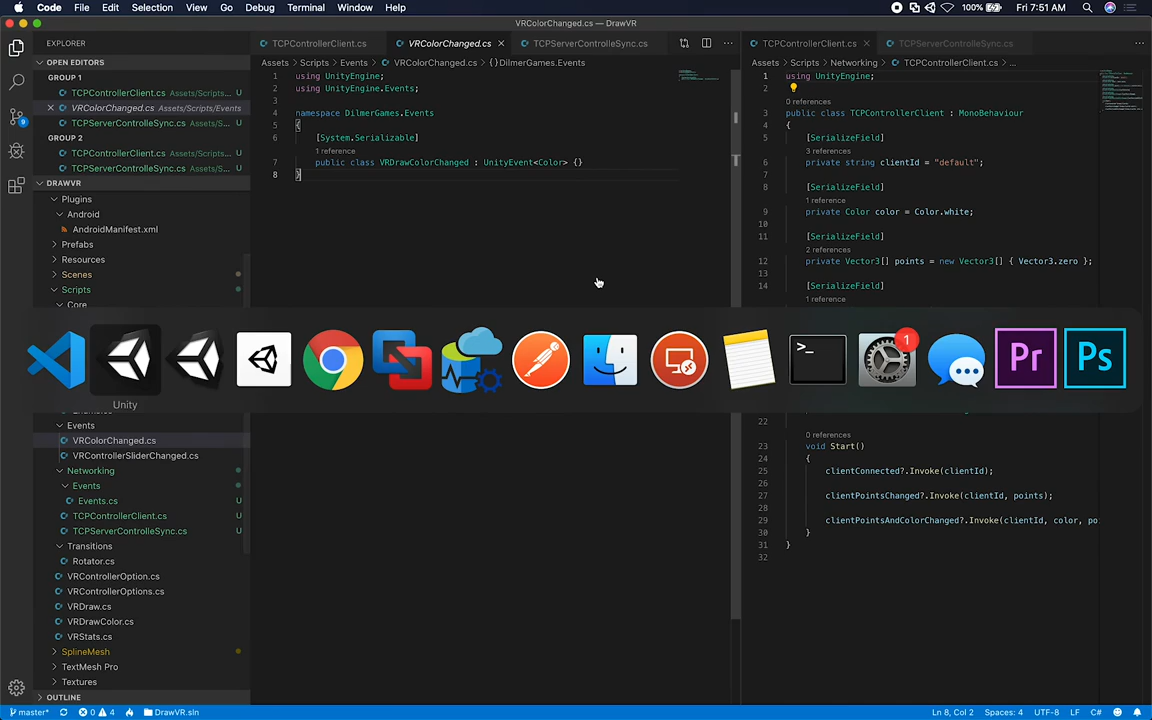 Code File Edit Selection View Go Debug Terminal Window Help 100% Fri 7:51 AM
VRColorChanged.cs — DrawVR
EXPLORER
OPEN EDITORS
GROUP 1
TCPControllerClient.cs Assets/Scripts... U
VRColorChanged.cs Assets/Scripts/Events
TCPServerControlleSync.cs Assets/S... U
GROUP 2
TCPControllerClient.cs Assets/Scripts... U
TCPServerControlleSync.cs Assets/S... U
DRAWVR
Plugins
Android
AndroidManifest.xml
Prefabs
Resources
Scenes
Scripts
Core
Events
VRColorChanged.cs
VRControllerSliderChanged.cs
Networking
Events
Events.cs U
TCPControllerClient.cs U
TCPServerControlleSync.cs U
Transitions
Rotator.cs
VRControllerOption.cs
VRControllerOptions.cs
VRDraw.cs
VRDrawColor.cs
VRStats.cs
SplineMesh
TextMesh Pro
Textures
OUTLINE
TCPControllerClient.cs VRColorChanged.cs TCPServerControlleSync.cs
Assets > Scripts > Events > VRColorChanged.cs > {} DilmerGames.Events
1 using UnityEngine;
2 using UnityEngine.Events;
3
4 namespace DilmerGames.Events
5 {
6 [System.Serializable]
1 reference
7 public class VRDrawColorChanged : UnityEvent<Color> {}
8 }
TCPControllerClient.cs TCPServerControlleSync.cs
Assets > Scripts > Networking > TCPControllerClient.cs > ...
1 using UnityEngine;
2
0 references
3 public class TCPControllerClient : MonoBehaviour
4 {
5 [SerializeField]
3 references
6 private string clientId = "default";
7
8 [SerializeField]
1 reference
9 private Color color = Color.white;
10
11 [SerializeField]
2 references
12 private Vector3[] points = new Vector3[] { Vector3.zero };
13
14 [SerializeField]
1 reference
22
0 references
23 void Start()
24 {
25 clientConnected?.Invoke(clientId);
26
27 clientPointsChanged?.Invoke(clientId, points);
28
29 clientPointsAndColorChanged?.Invoke(clientId, color, po
30 }
31 }
32
1
Pr
Ps
Unity
master* 0 4 DrawVR.sln Ln 8, Col 2 Spaces: 4 UTF-8 LF C#